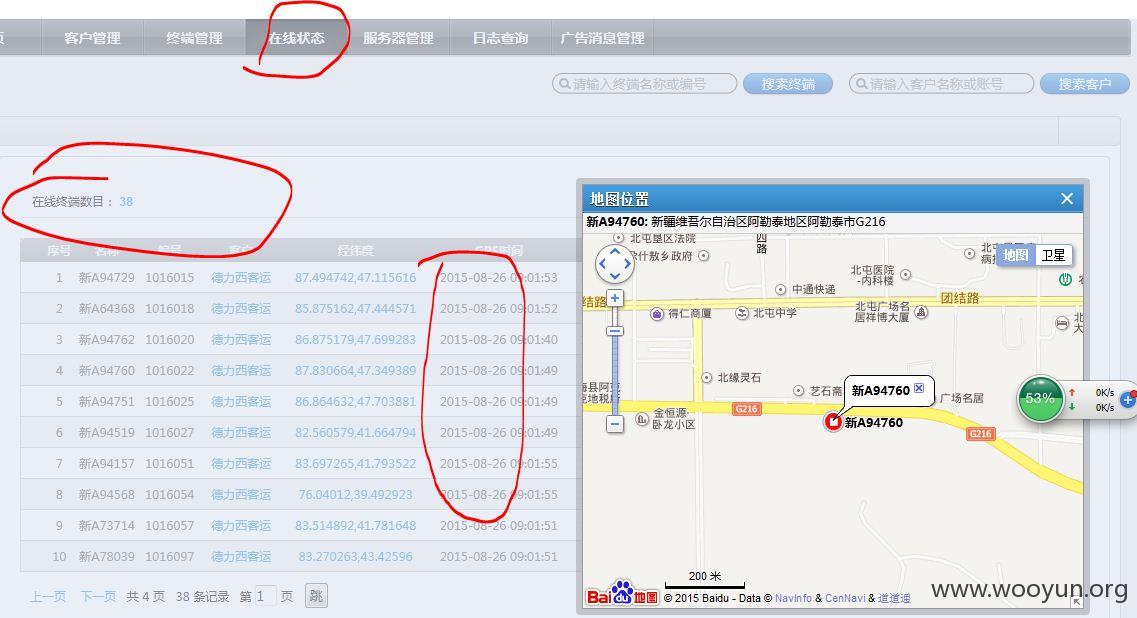 页 客户管理 终端管理 在线状态 服务器管理 日志查询 广告消息管理
请输入终端名称或编号 搜索终端 请输入客户名称或账号 搜索客户
在线终端数目： 38
序号 名称 编号 客户 经纬度 GPS时间
1 新A94729 1016015 德力西客运 87.494742,47.115616 2015-08-26 09:01:53
2 新A64368 1016018 德力西客运 85.875162,47.444571 2015-08-26 09:01:52
3 新A94762 1016020 德力西客运 86.875179,47.699283 2015-08-26 09:01:40
4 新A94760 1016022 德力西客运 87.830664,47.349389 2015-08-26 09:01:49
5 新A94751 1016025 德力西客运 86.864632,47.703881 2015-08-26 09:01:49
6 新A94519 1016027 德力西客运 82.560579,41.664794 2015-08-26 09:01:49
7 新A94157 1016051 德力西客运 83.697265,41.793522 2015-08-26 09:01:55
8 新A94568 1016054 德力西客运 76.04012,39.492923 2015-08-26 09:01:55
9 新A73714 1016057 德力西客运 83.514892,41.781648 2015-08-26 09:01:51
10 新A78039 1016097 德力西客运 83.270263,43.42596 2015-08-26 09:01:51
上一页 下一页 共 4 页 38 条记录 第 1 页 跳
地图位置
新A94760: 新疆维吾尔自治区阿勒泰地区阿勒泰市G216
北屯垦区法院
四路
什敖乡政府
地图 卫星
北屯医院
-内科楼
中通快递
结路
团结路
得仁商厦
北屯中学
北屯广场名
居祥博大厦
北缘灵石
艺石斋
新A94760
广场名居
G216
金恒源·
卧龙小区
新A94760
G216
53%
0K/s
0K/s
200 米
Bai du 地图
© 2015 Baidu - Data © NavInfo & CenNavi & 道道通
www.wooyun.org